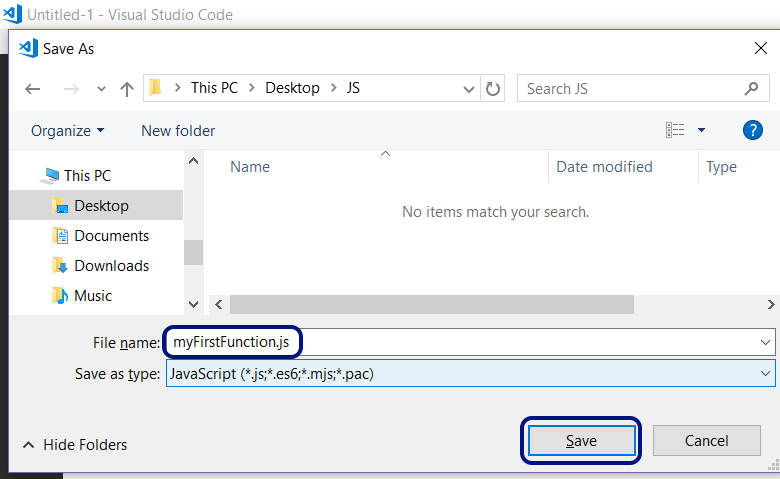 Untitled-1 - Visual Studio Code
Save As
This PC > Desktop > JS
Search JS
Organize
New folder
?
This PC
Desktop
Documents
Downloads
Music
Name
Date modified
Type
No items match your search.
File name: myFirstFunction.js
Save as type: JavaScript (*.js;*.es6;*.mjs;*.pac)
Hide Folders
Save
Cancel